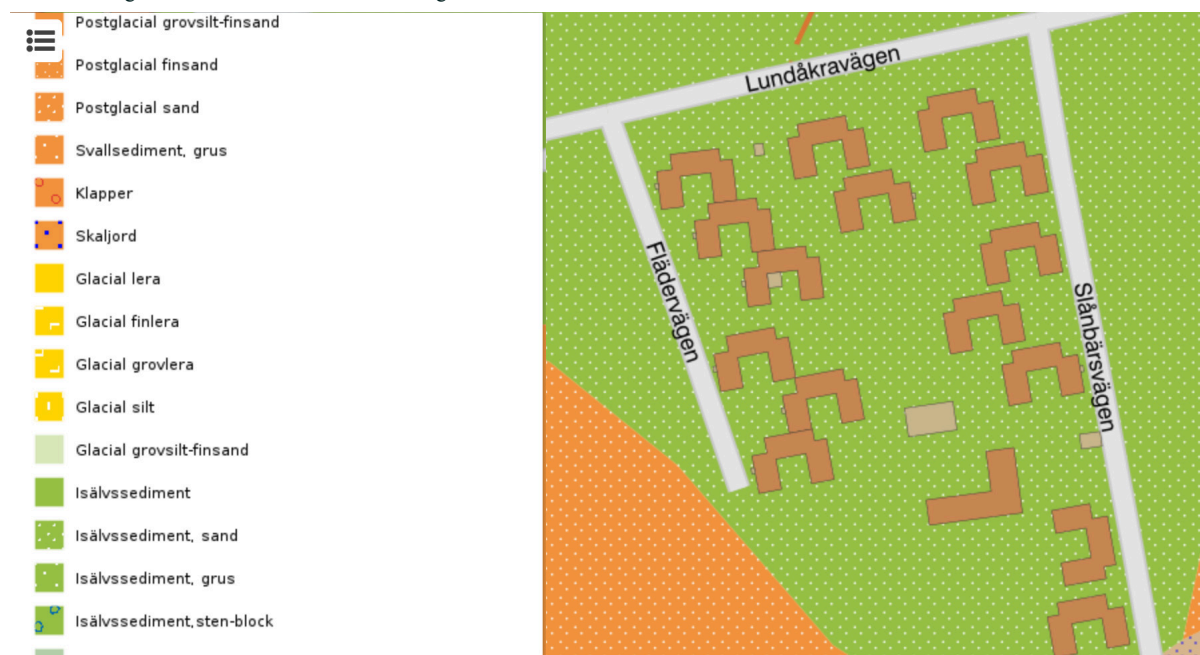 Postglacial grovsilt-finsand
Postglacial finsand
Postglacial sand
Svallsediment, grus
Klapper
Skaljord
Glacial lera
Glacial finlera
Glacial grovlera
Glacial silt
Glacial grovsilt-finsand
Isälvssediment
Isälvssediment, sand
Isälvssediment, grus
Isälvssediment,sten-block
Lundåkravägen
Flädervägen
Slånbärsvägen